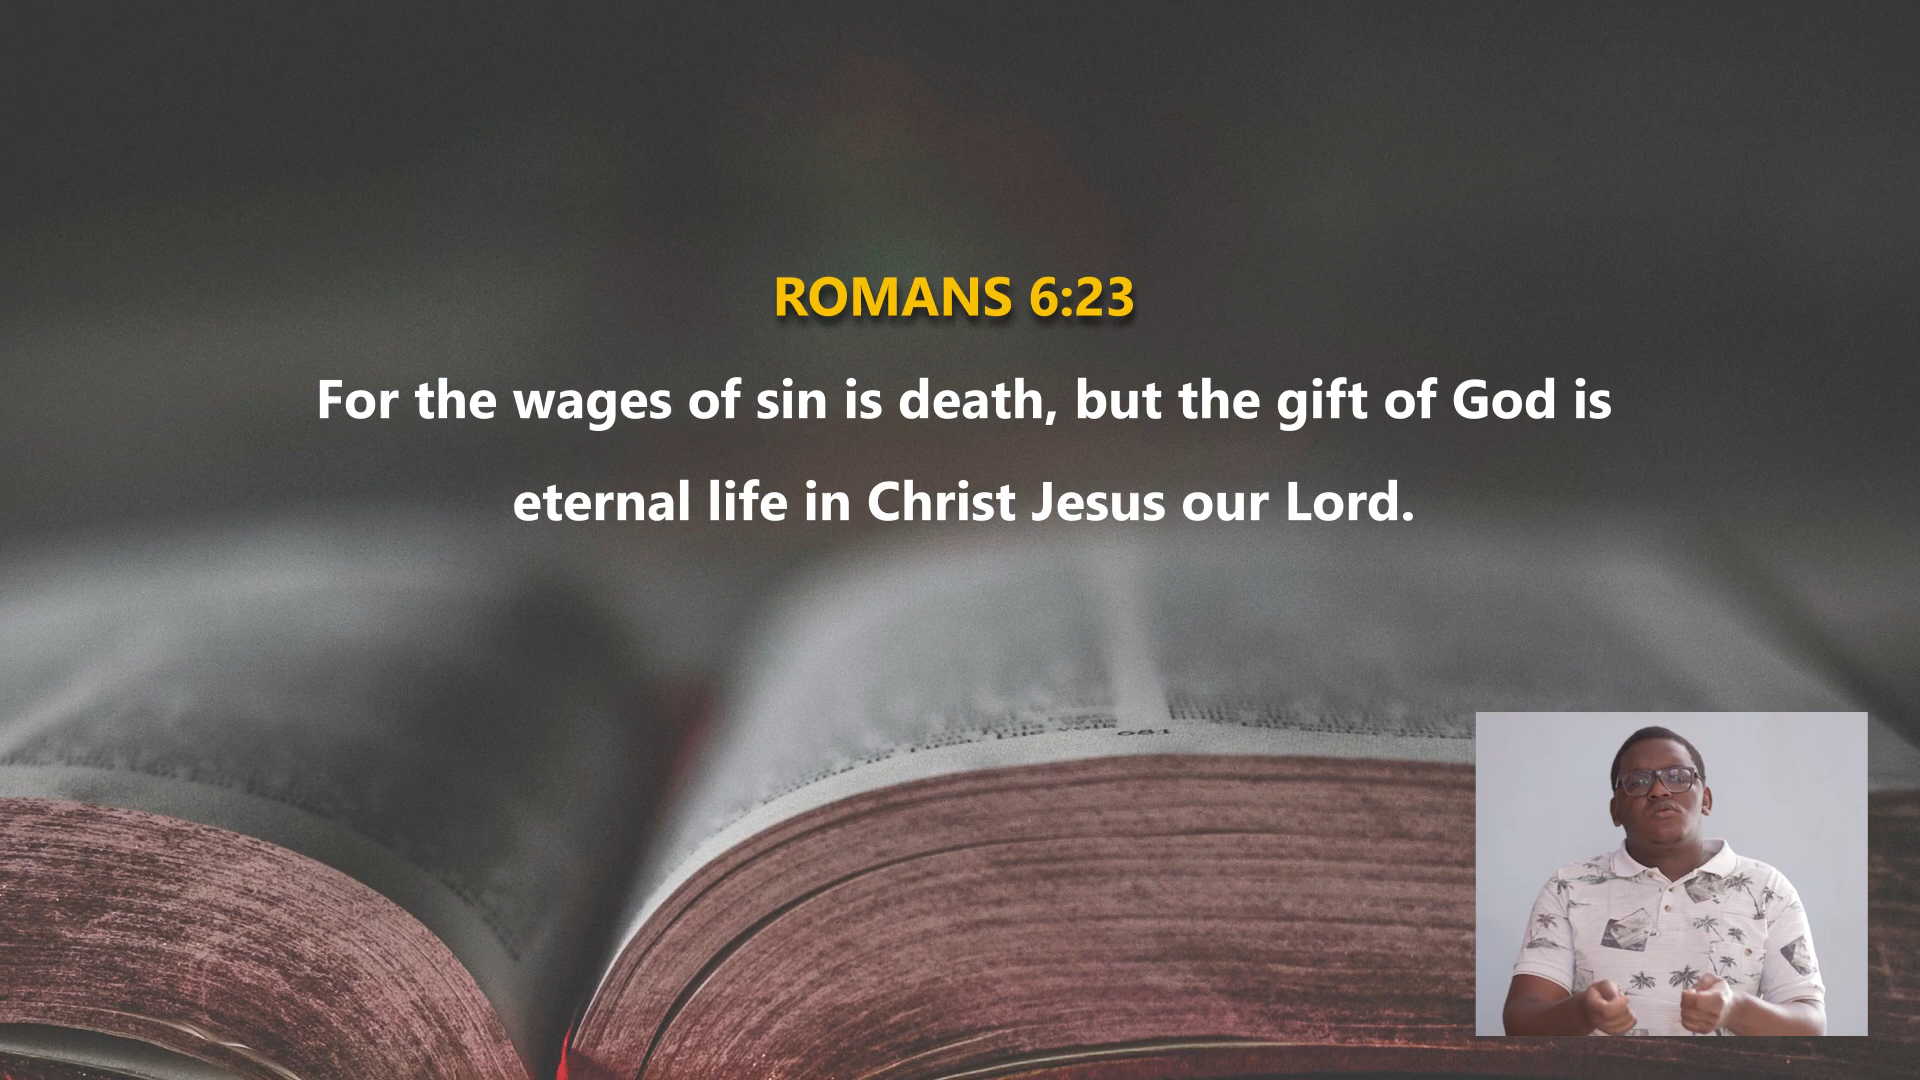 ROMANS 6:23
For the wages of sin is death, but the gift of God is
eternal life in Christ Jesus our Lord.
681